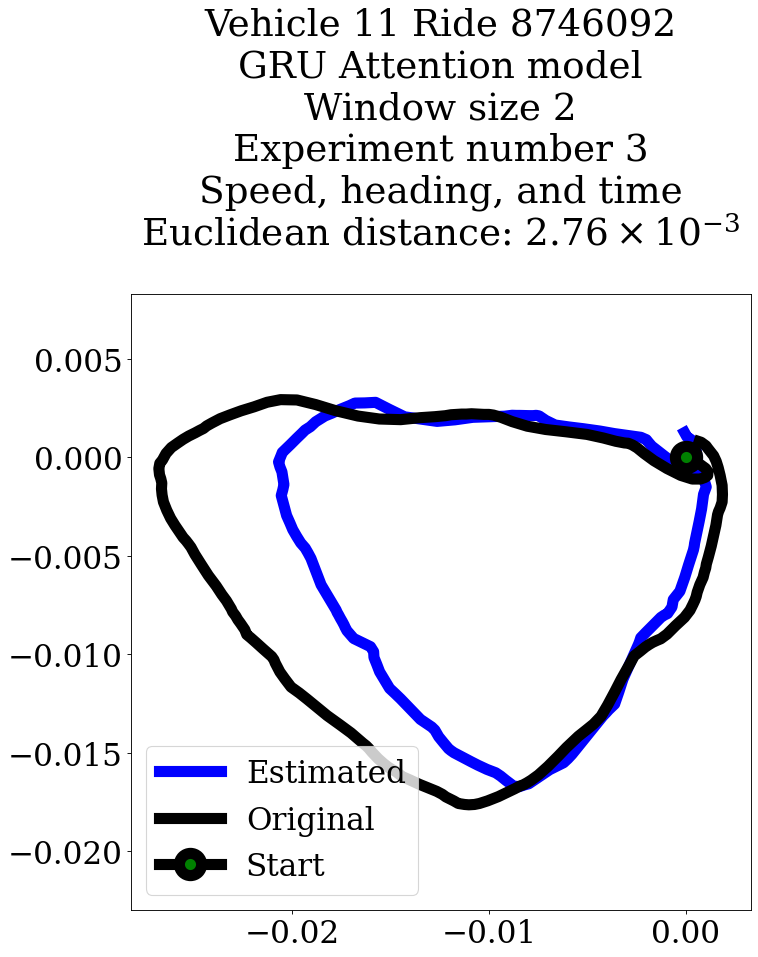 Vehicle 11 Ride 8746092
GRU Attention model
Window size 2
Experiment number 3
Speed, heading, and time
Euclidean distance: 2.76 × 10⁻³
0.005
0.000
−0.005
−0.010
−0.015
−0.020
Estimated
Original
Start
−0.02
−0.01
0.00